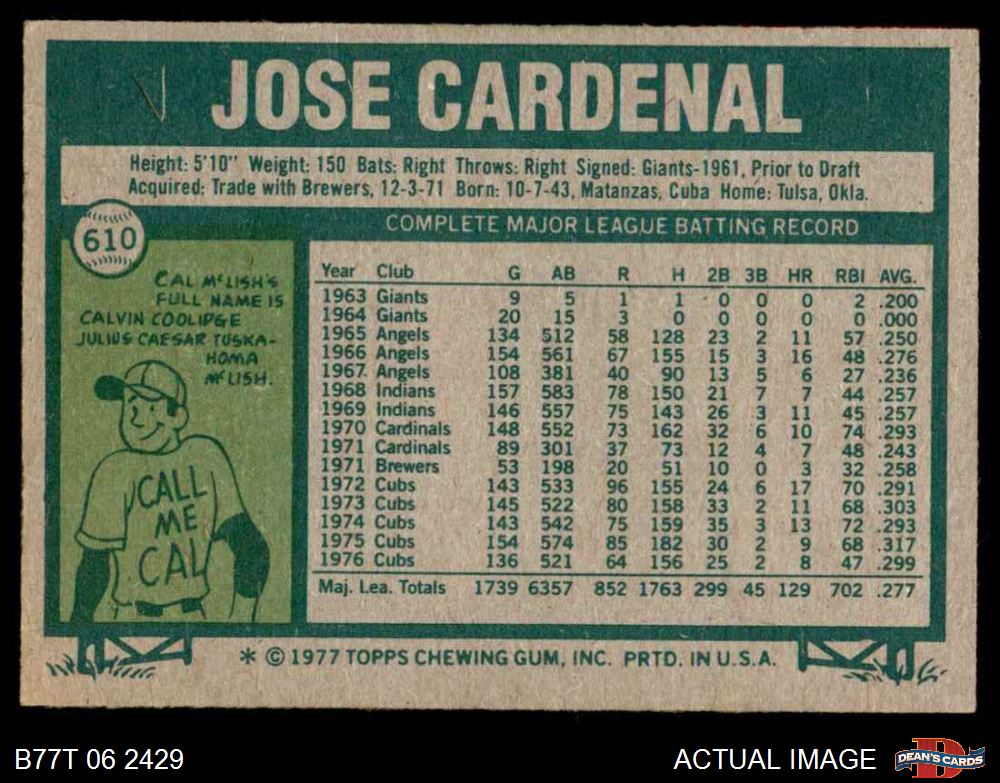 JOSE CARDENAL
Height: 5'10" Weight: 150 Bats: Right Throws: Right Signed: Giants-1961, Prior to Draft
Acquired: Trade with Brewers, 12-3-71 Born: 10-7-43, Matanzas, Cuba Home: Tulsa, Okla.
610
CAL McLISH'S
FULL NAME IS
CALVIN COOLIDGE
JULIUS CAESAR TUSKA-
HOMA
McLISH.
CALL
ME
CAL
COMPLETE MAJOR LEAGUE BATTING RECORD
Year Club G AB R H 2B 3B HR RBI AVG.
1963 Giants 9 5 1 1 0 0 0 2 .200
1964 Giants 20 15 3 0 0 0 0 0 .000
1965 Angels 134 512 58 128 23 2 11 57 .250
1966 Angels 154 561 67 155 15 3 16 48 .276
1967 Angels 108 381 40 90 13 5 6 27 .236
1968 Indians 157 583 78 150 21 7 7 44 .257
1969 Indians 146 557 75 143 26 3 11 45 .257
1970 Cardinals 148 552 73 162 32 6 10 74 .293
1971 Cardinals 89 301 37 73 12 4 7 48 .243
1971 Brewers 53 198 20 51 10 0 3 32 .258
1972 Cubs 143 533 96 155 24 6 17 70 .291
1973 Cubs 145 522 80 158 33 2 11 68 .303
1974 Cubs 143 542 75 159 35 3 13 72 .293
1975 Cubs 154 574 85 182 30 2 9 68 .317
1976 Cubs 136 521 64 156 25 2 8 47 .299
Maj. Lea. Totals 1739 6357 852 1763 299 45 129 702 .277
* © 1977 TOPPS CHEWING GUM, INC. PRTD. IN U.S.A.
B77T 06 2429
ACTUAL IMAGE
D
DEAN'S CARDS